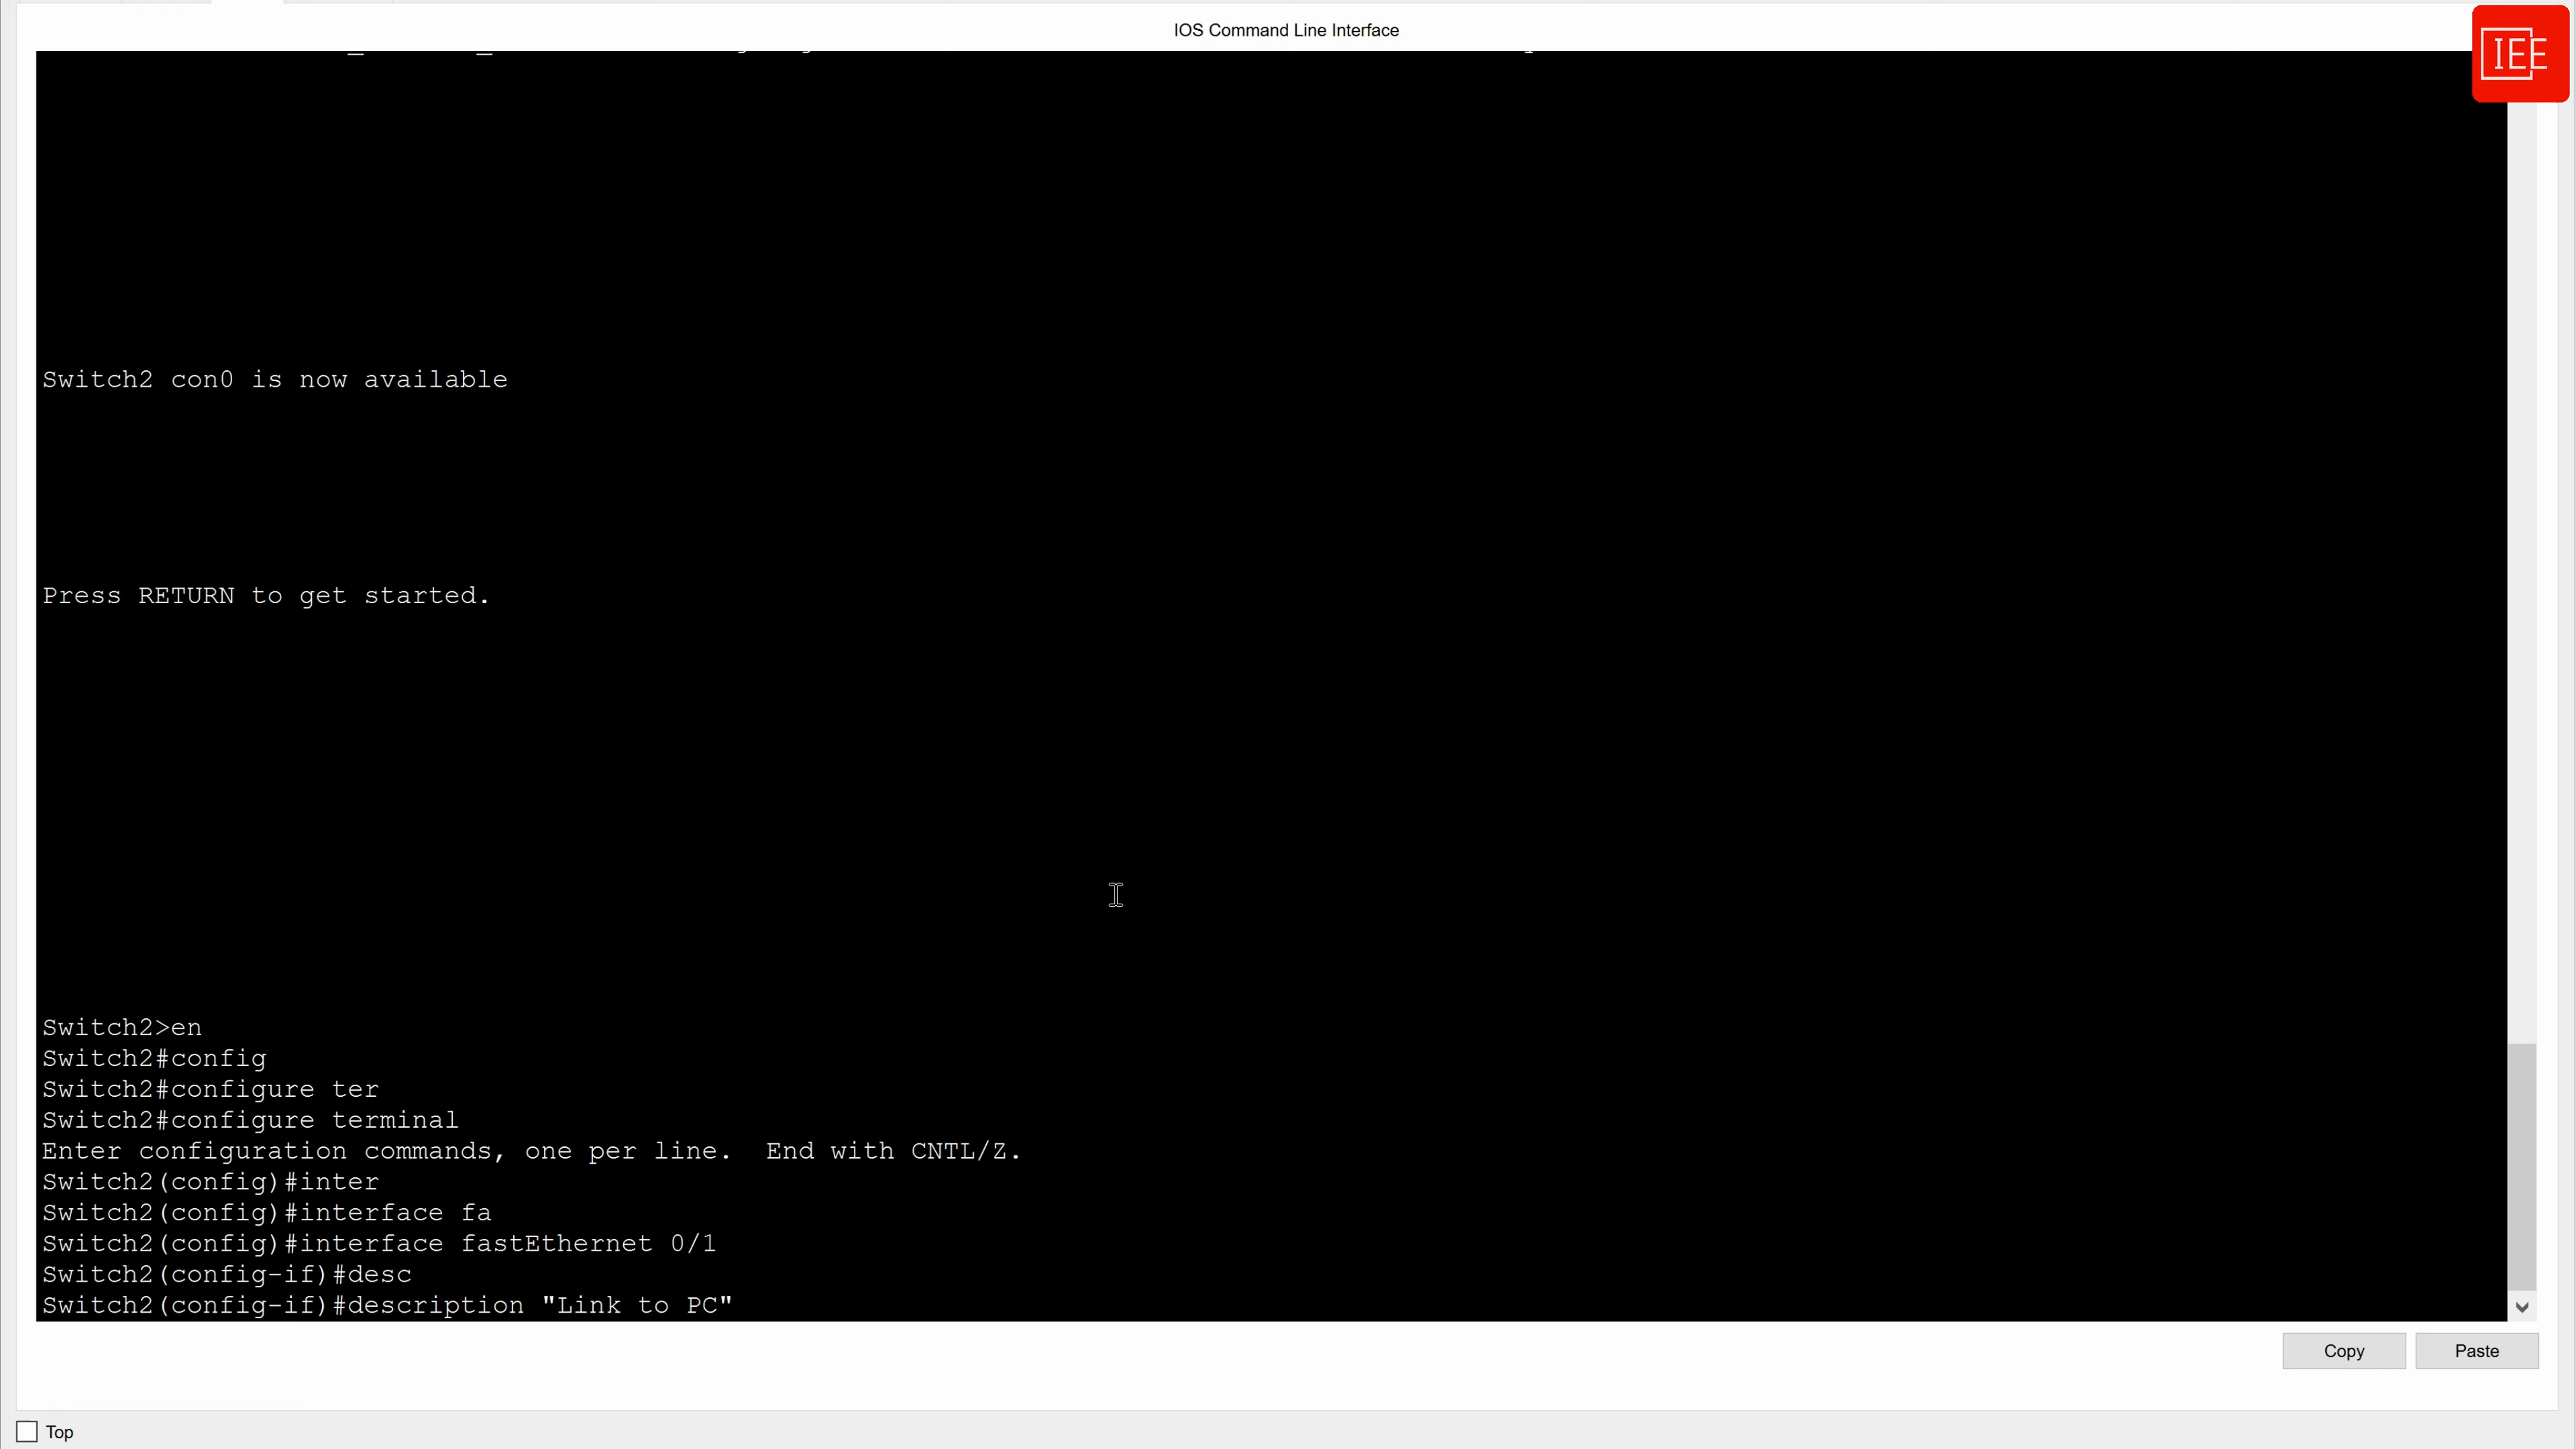 IOS Command Line Interface
IEE
Switch2 con0 is now available
Press RETURN to get started.
Switch2>en
Switch2#config
Switch2#configure ter
Switch2#configure terminal
Enter configuration commands, one per line.  End with CNTL/Z.
Switch2(config)#inter
Switch2(config)#interface fa
Switch2(config)#interface fastEthernet 0/1
Switch2(config-if)#desc
Switch2(config-if)#description "Link to PC"
Copy
Paste
Top